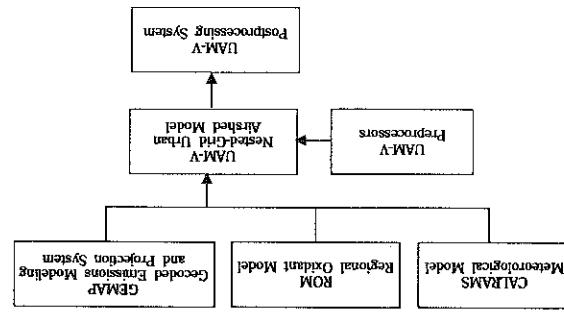 CALRAMS
Meteorological Model
ROM
Regional Oxidant Model
GEMAP
Gecoded Emissions Modeling
and Projection System
UAM-V
Preprocessors
UAM-V
Nested-Grid Urban
Airshed Model
UAM-V
Postprocessing System